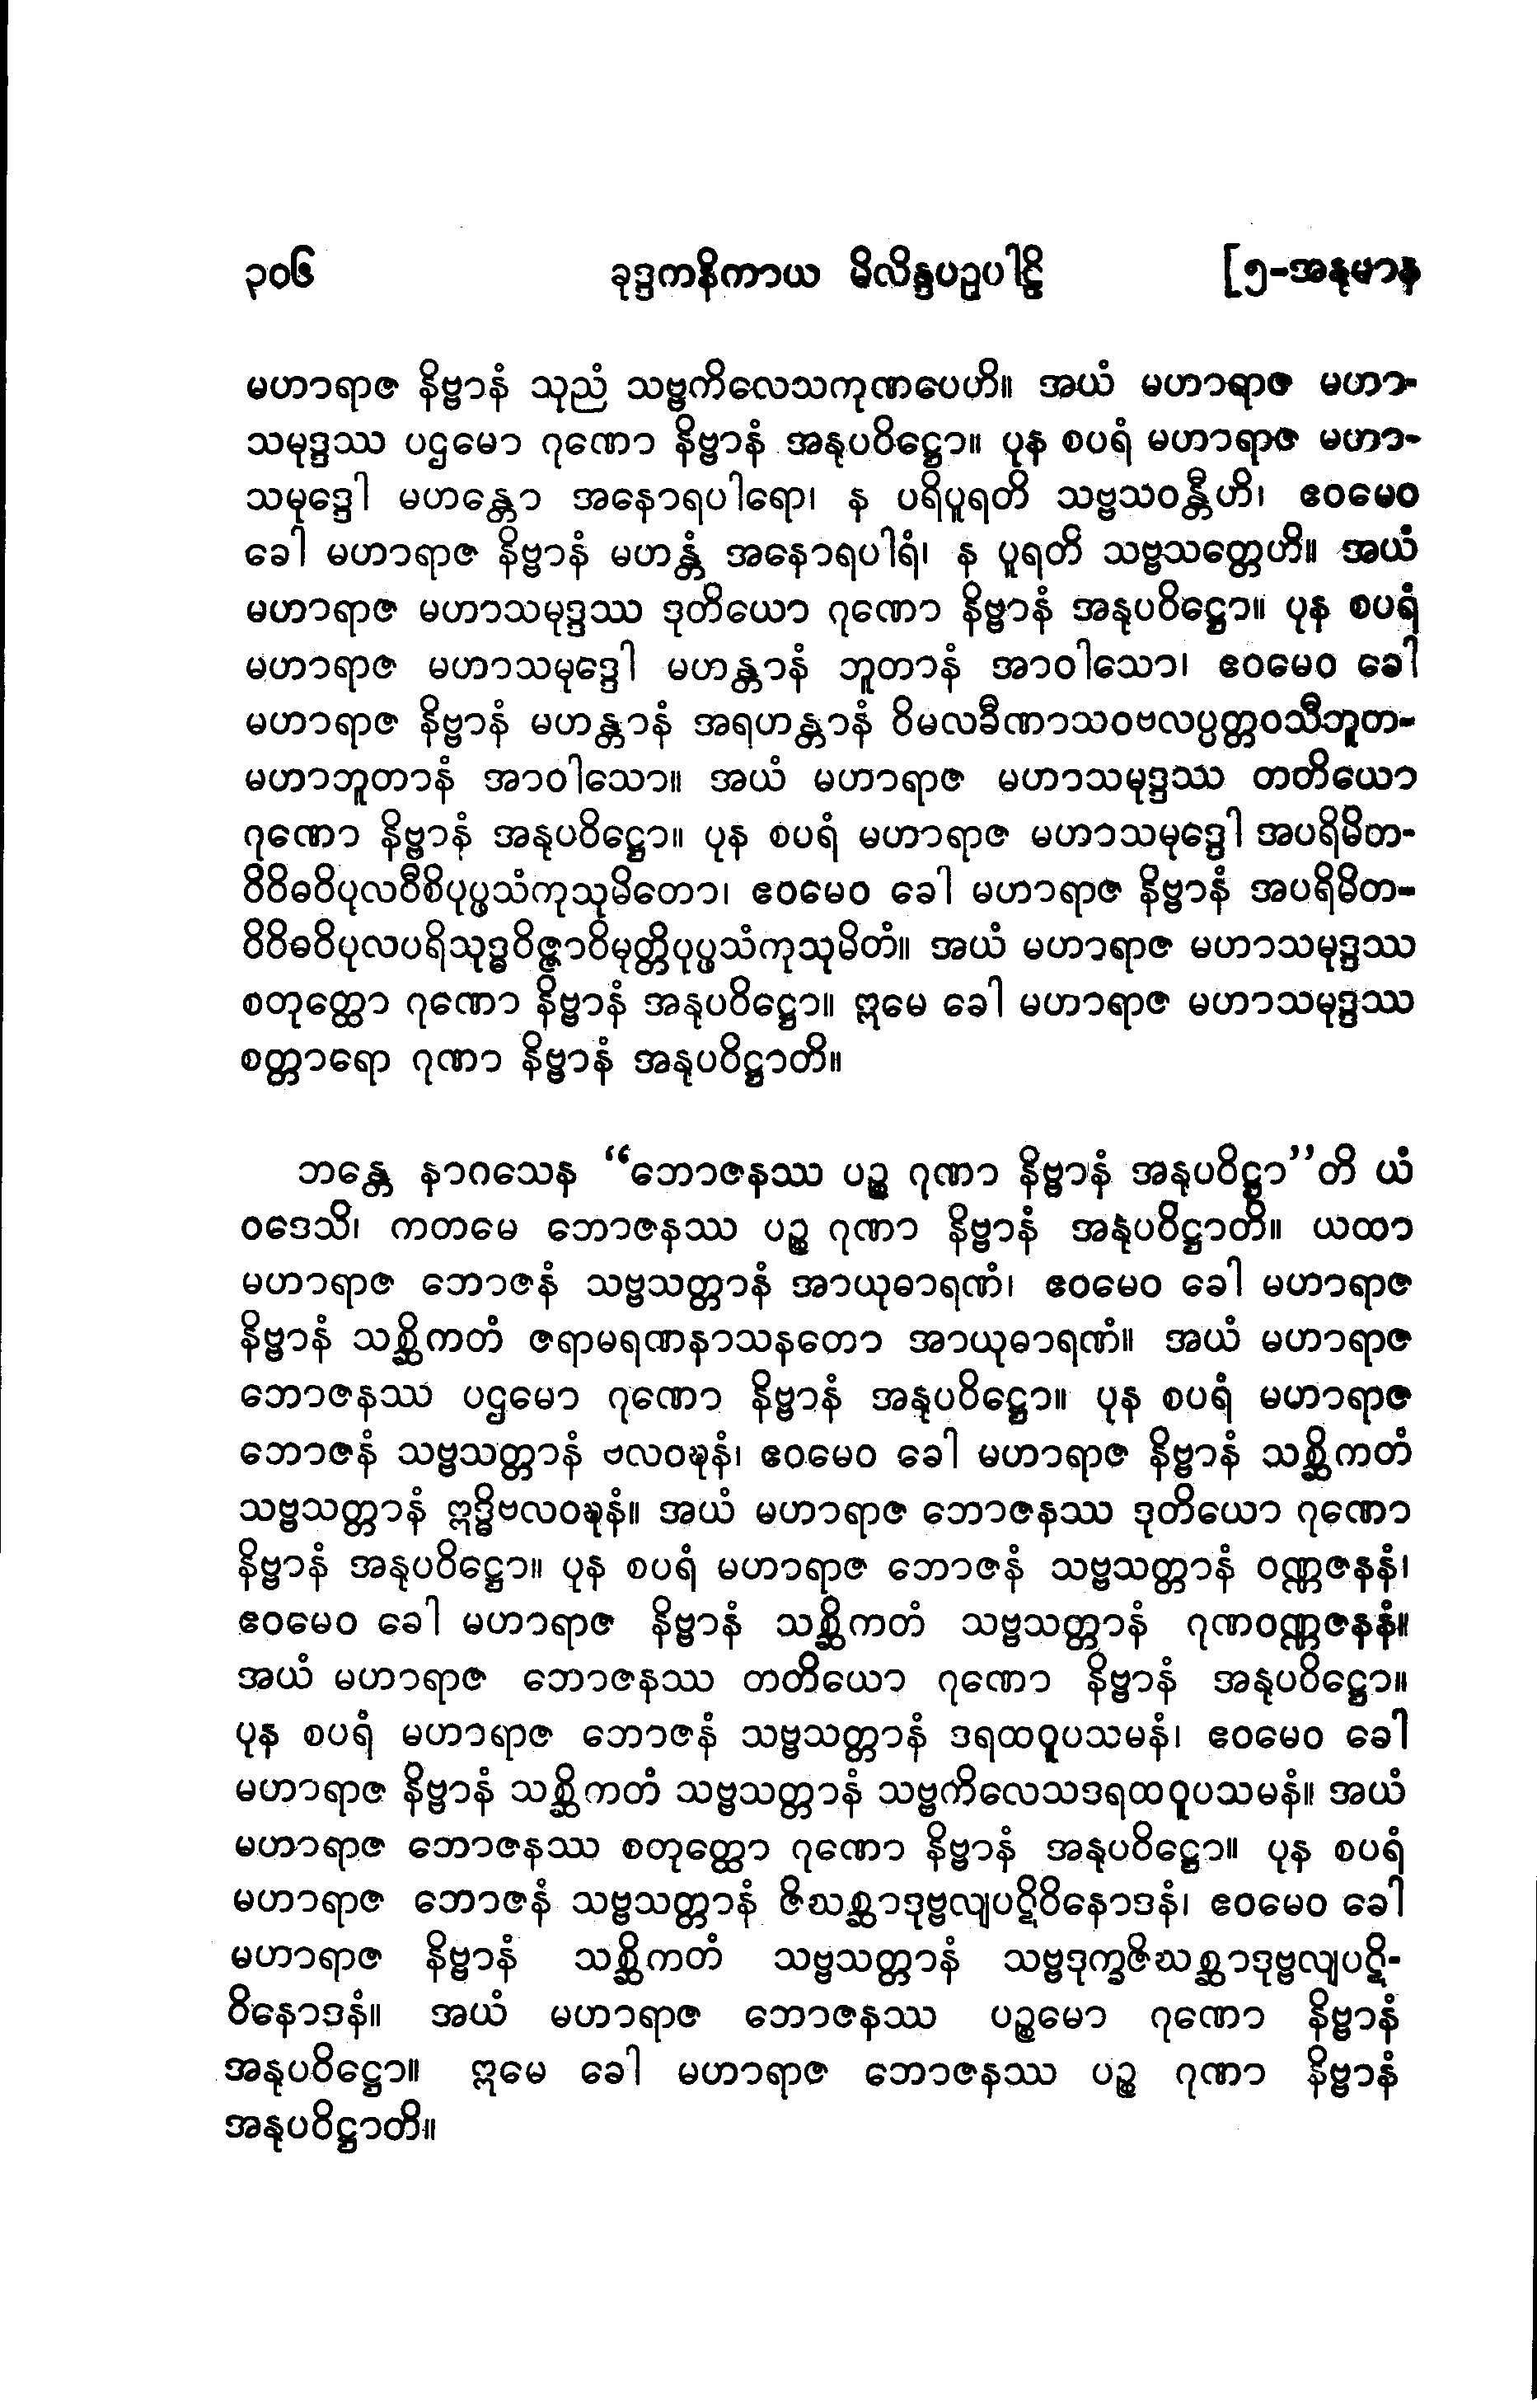 ၃၀၆ ခုဒ္ဒကနိကာယ မိလိန္ဒပဥှပါဠိ [၅-အနုမာန
မဟာရာဇ နိဗ္ဗာနံ သုညံ သဗ္ဗကိလေသကုဏပေဟိ။ အယံ မဟာရာဇ မဟာ-
သမုဒ္ဒဿ ပဌမော ဂုဏော နိဗ္ဗာနံ အနုပဝိဋ္ဌော။ ပုန စပရံ မဟာရာဇ မဟာ-
သမုဒ္ဒေါ မဟန္တော အနောရပါရော၊ န ပရိပူရတိ သဗ္ဗသဝန္တီဟိ၊ ဧဝမေဝ
ခေါ မဟာရာဇ နိဗ္ဗာနံ မဟန္တံ အနောရပါရံ၊ န ပူရတိ သဗ္ဗသတ္တေဟိ။ အယံ
မဟာရာဇ မဟာသမုဒ္ဒဿ ဒုတိယော ဂုဏော နိဗ္ဗာနံ အနုပဝိဋ္ဌော။ ပုန စပရံ
မဟာရာဇ မဟာသမုဒ္ဒေါ မဟန္တာနံ ဘူတာနံ အာဝါသော၊ ဧဝမေဝ ခေါ
မဟာရာဇ နိဗ္ဗာနံ မဟန္တာနံ အရဟန္တာနံ ဝိမလခီဏာသဝဗလပ္ပတ္တဝသီဘူတ-
မဟာဘူတာနံ အာဝါသော။ အယံ မဟာရာဇ မဟာသမုဒ္ဒဿ တတိယော
ဂုဏော နိဗ္ဗာနံ အနုပဝိဋ္ဌော။ ပုန စပရံ မဟာရာဇ မဟာသမုဒ္ဒေါ အပရိမိတ-
ဝိဝိဓဝိပုလဝီစိပုပ္ဖသံကုသုမိတော၊ ဧဝမေဝ ခေါ မဟာရာဇ နိဗ္ဗာနံ အပရိမိတ-
ဝိဝိဓဝိပုလပရိသုဒ္ဓဝိဇ္ဇာဝိမုတ္တိပုပ္ဖသံကုသုမိတံ။ အယံ မဟာရာဇ မဟာသမုဒ္ဒဿ
စတုတ္ထော ဂုဏော နိဗ္ဗာနံ အနုပဝိဋ္ဌော။ ဣမေ ခေါ မဟာရာဇ မဟာသမုဒ္ဒဿ
စတ္တာရော ဂုဏာ နိဗ္ဗာနံ အနုပဝိဋ္ဌာတိ။
ဘန္တေ နာဂသေန “ဘောဇနဿ ပဉ္စ ဂုဏာ နိဗ္ဗာနံ အနုပဝိဋ္ဌာ”တိ ယံ
ဝဒေသိ၊ ကတမေ ဘောဇနဿ ပဉ္စ ဂုဏာ နိဗ္ဗာနံ အနုပဝိဋ္ဌာတိ။ ယထာ
မဟာရာဇ ဘောဇနံ သဗ္ဗသတ္တာနံ အာယုဓာရဏံ၊ ဧဝမေဝ ခေါ မဟာရာဇ
နိဗ္ဗာနံ သစ္ဆိကတံ ဇရာမရဏနာသနတော အာယုဓာရဏံ။ အယံ မဟာရာဇ
ဘောဇနဿ ပဌမော ဂုဏော နိဗ္ဗာနံ အနုပဝိဋ္ဌော။ ပုန စပရံ မဟာရာဇ
ဘောဇနံ သဗ္ဗသတ္တာနံ ဗလဝဍ္ဎနံ၊ ဧဝမေဝ ခေါ မဟာရာဇ နိဗ္ဗာနံ သစ္ဆိကတံ
သဗ္ဗသတ္တာနံ ဣဒ္ဓိဗလဝဍ္ဎနံ။ အယံ မဟာရာဇ ဘောဇနဿ ဒုတိယော ဂုဏော
နိဗ္ဗာနံ အနုပဝိဋ္ဌော။ ပုန စပရံ မဟာရာဇ ဘောဇနံ သဗ္ဗသတ္တာနံ ဝဏ္ဏဇနနံ၊
ဧဝမေဝ ခေါ မဟာရာဇ နိဗ္ဗာနံ သစ္ဆိကတံ သဗ္ဗသတ္တာနံ ဂုဏဝဏ္ဏဇနနံ။
အယံ မဟာရာဇ ဘောဇနဿ တတိယော ဂုဏော နိဗ္ဗာနံ အနုပဝိဋ္ဌော။
ပုန စပရံ မဟာရာဇ ဘောဇနံ သဗ္ဗသတ္တာနံ ဒရထဝူပသမနံ၊ ဧဝမေဝ ခေါ
မဟာရာဇ နိဗ္ဗာနံ သစ္ဆိကတံ သဗ္ဗသတ္တာနံ သဗ္ဗကိလေသဒရထဝူပသမနံ။ အယံ
မဟာရာဇ ဘောဇနဿ စတုတ္ထော ဂုဏော နိဗ္ဗာနံ အနုပဝိဋ္ဌော။ ပုန စပရံ
မဟာရာဇ ဘောဇနံ သဗ္ဗသတ္တာနံ ဇိဃစ္ဆာဒုဗ္ဗလျပဋိဝိနောဒနံ၊ ဧဝမေဝ ခေါ
မဟာရာဇ နိဗ္ဗာနံ သစ္ဆိကတံ သဗ္ဗသတ္တာနံ သဗ္ဗဒုက္ခဇိဃစ္ဆာဒုဗ္ဗလျပဋိ-
ဝိနောဒနံ။ အယံ မဟာရာဇ ဘောဇနဿ ပဉ္စမော ဂုဏော နိဗ္ဗာနံ
အနုပဝိဋ္ဌော။ ဣမေ ခေါ မဟာရာဇ ဘောဇနဿ ပဉ္စ ဂုဏာ နိဗ္ဗာနံ
အနုပဝိဋ္ဌာတိ။